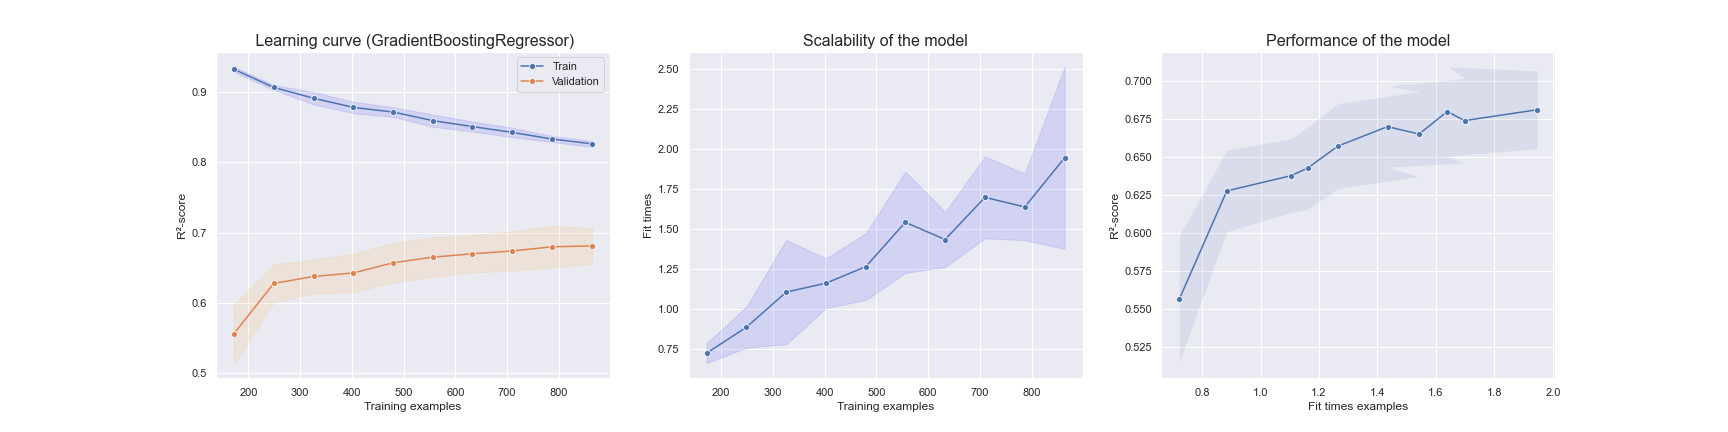 Learning curve (GradientBoostingRegressor)
Train
Validation
R²-score
0.9
0.8
0.7
0.6
0.5
200 300 400 500 600 700 800
Training examples
Scalability of the model
Fit times
2.50
2.25
2.00
1.75
1.50
1.25
1.00
0.75
200 300 400 500 600 700 800
Training examples
Performance of the model
R²-score
0.700
0.675
0.650
0.625
0.600
0.575
0.550
0.525
0.8 1.0 1.2 1.4 1.6 1.8 2.0
Fit times examples